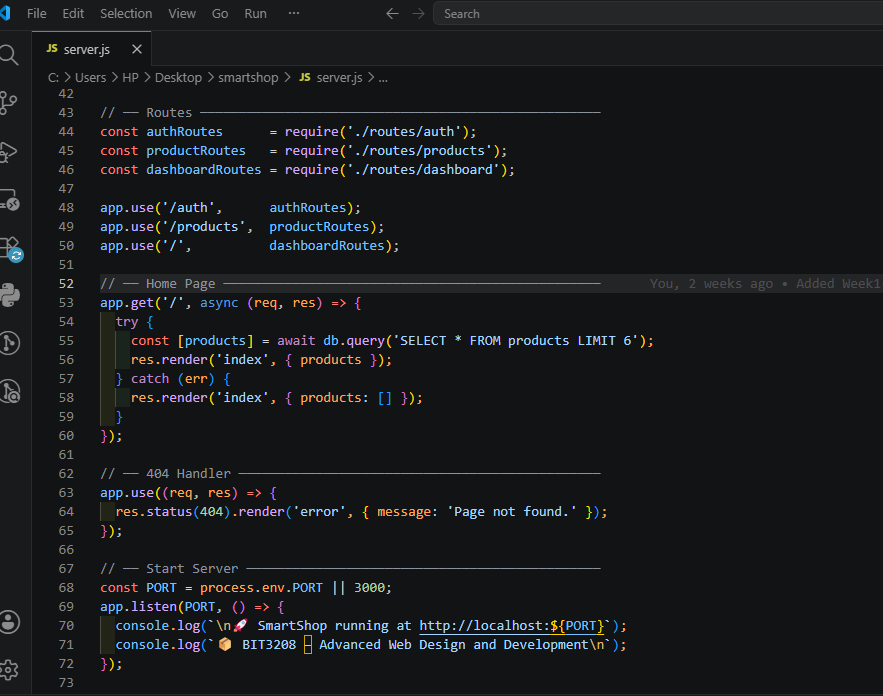 File Edit Selection View Go Run ··· ← → Search
JS server.js ×
C: > Users > HP > Desktop > smartshop > JS server.js > ...
42
43 // ── Routes ────────────────────────────────────────────────────
44 const authRoutes      = require('./routes/auth');
45 const productRoutes   = require('./routes/products');
46 const dashboardRoutes = require('./routes/dashboard');
47
48 app.use('/auth',      authRoutes);
49 app.use('/products',  productRoutes);
50 app.use('/',          dashboardRoutes);
51
52 // ── Home Page ───────────────────────────────────────────────── You, 2 weeks ago • Added Week1
53 app.get('/', async (req, res) => {
54   try {
55     const [products] = await db.query('SELECT * FROM products LIMIT 6');
56     res.render('index', { products });
57   } catch (err) {
58     res.render('index', { products: [] });
59   }
60 });
61
62 // ── 404 Handler ───────────────────────────────────────────────
63 app.use((req, res) => {
64   res.status(404).render('error', { message: 'Page not found.' });
65 });
66
67 // ── Start Server ──────────────────────────────────────────────
68 const PORT = process.env.PORT || 3000;
69 app.listen(PORT, () => {
70   console.log(`\n🚀 SmartShop running at http://localhost:${PORT}`);
71   console.log(`📦 BIT3208 – Advanced Web Design and Development\n`);
72 });
73